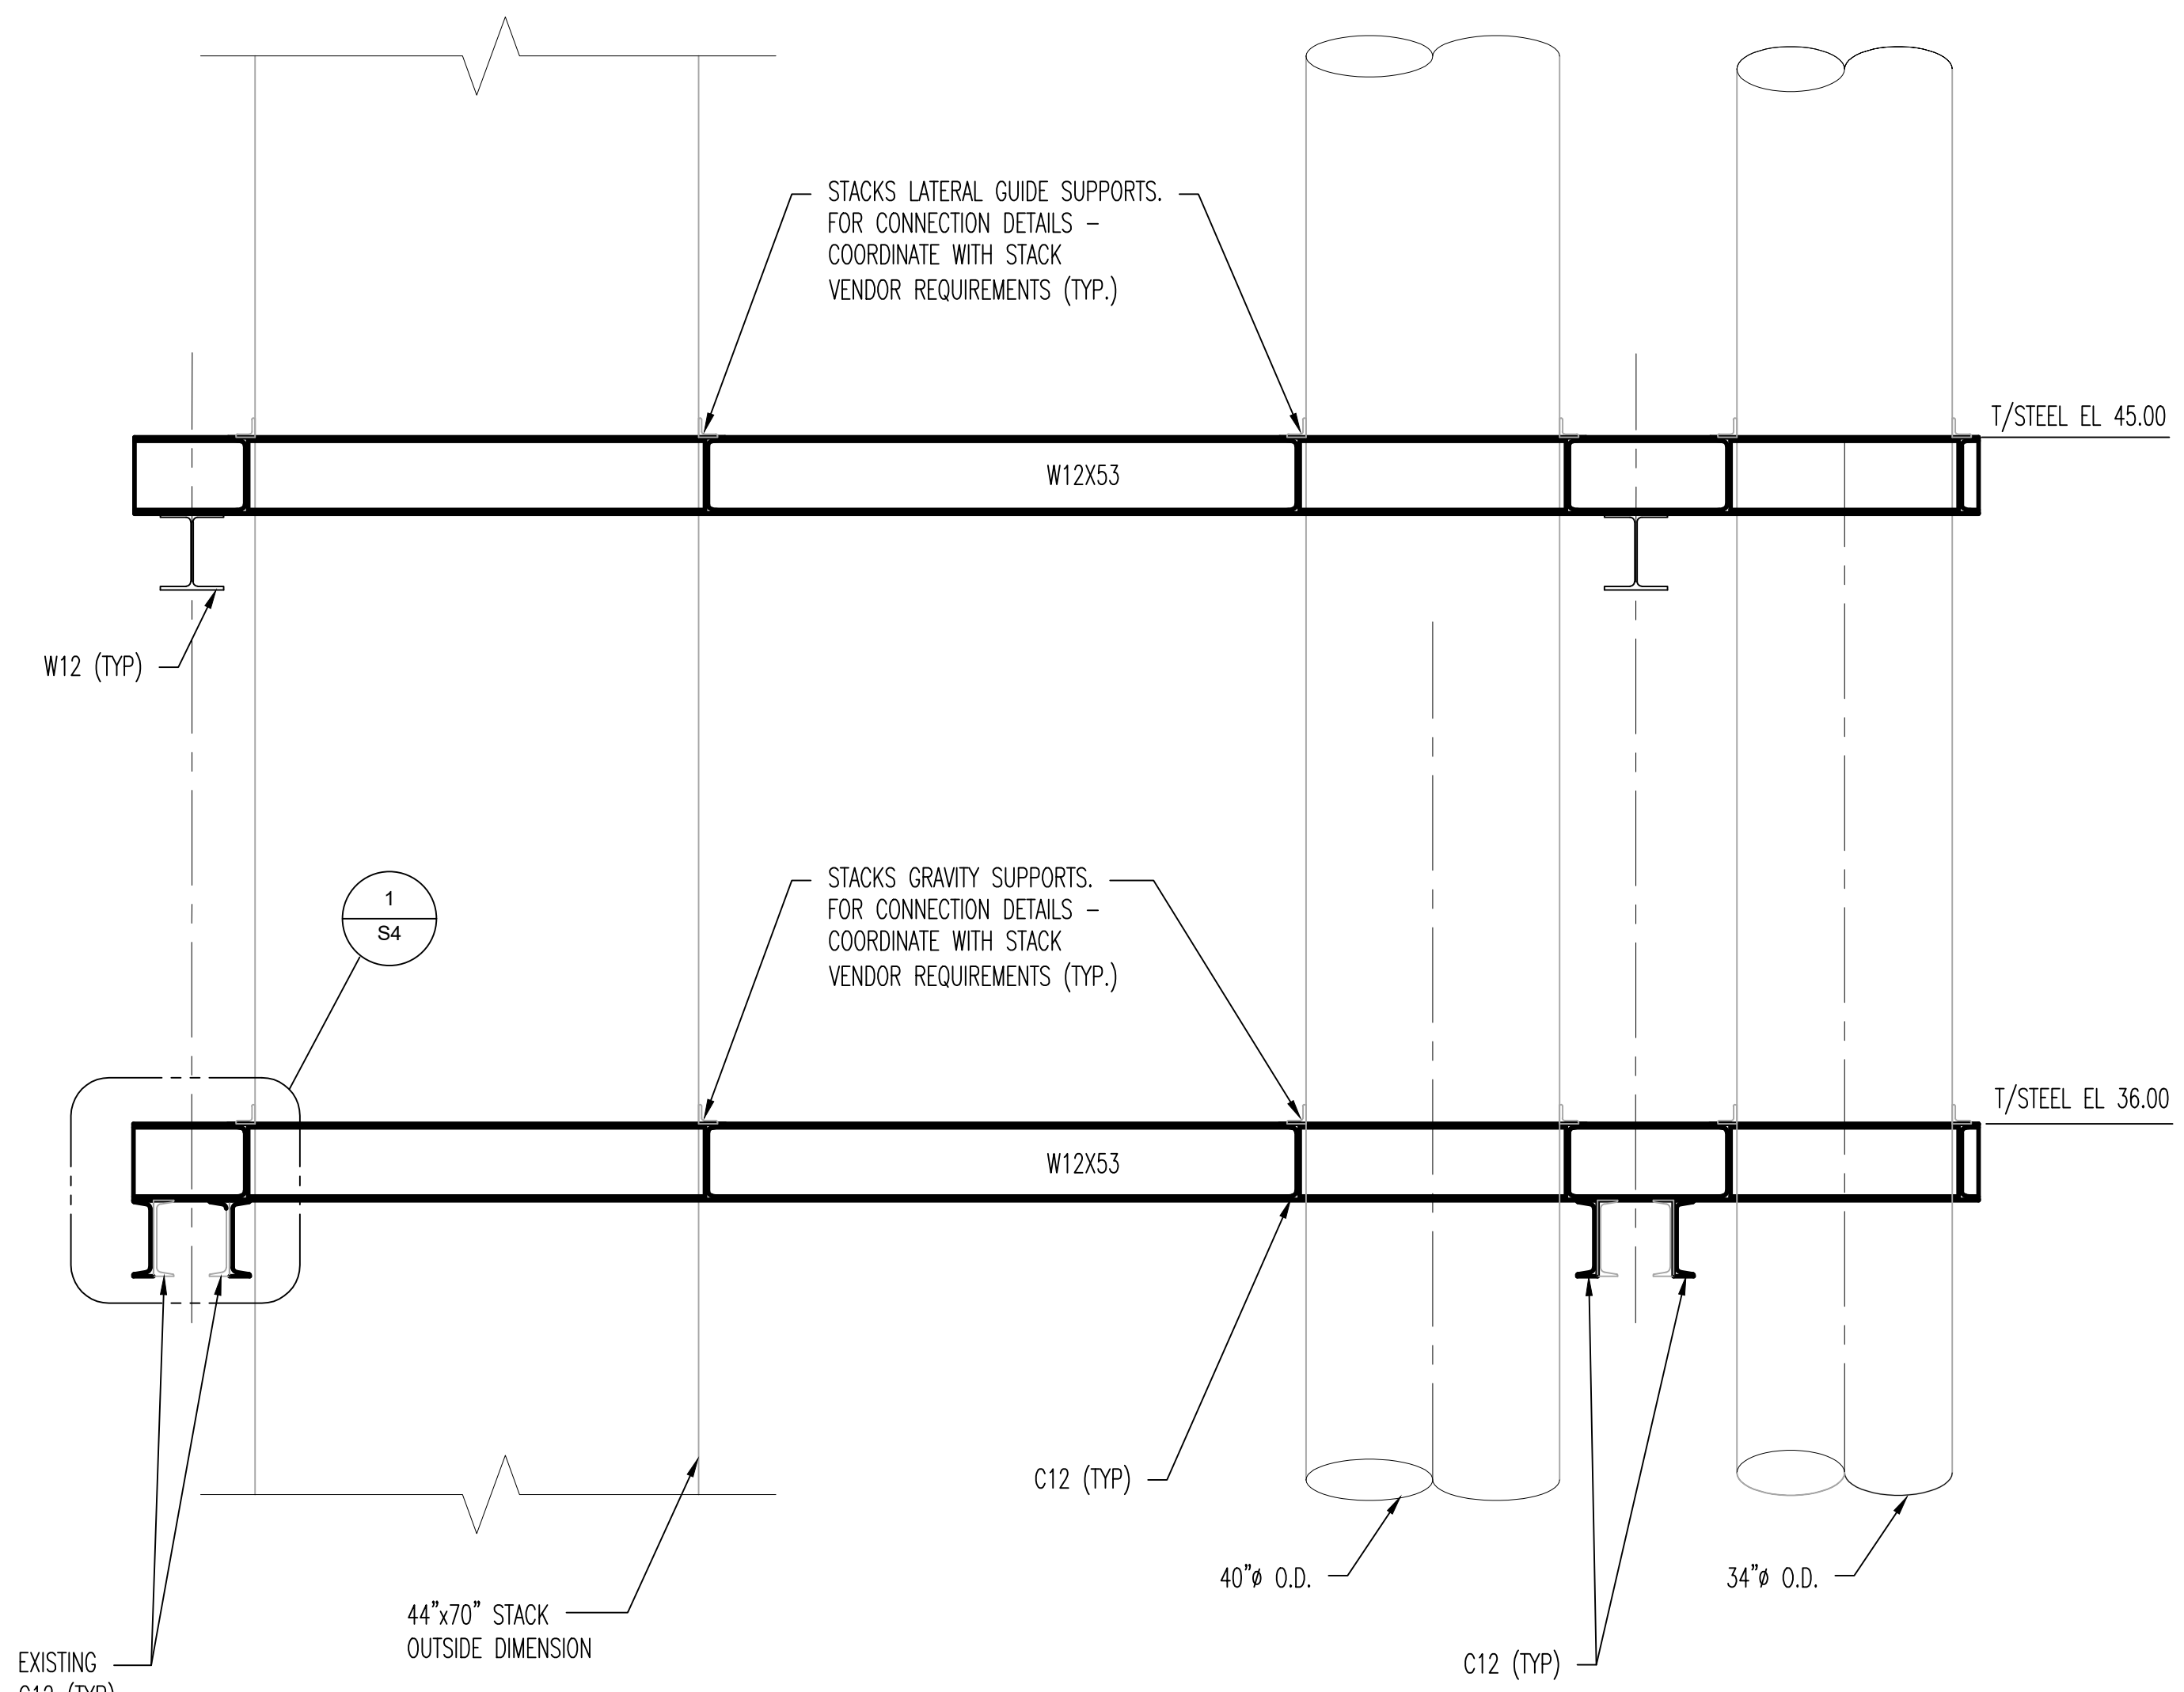 STACKS LATERAL GUIDE SUPPORTS.
FOR CONNECTION DETAILS –
COORDINATE WITH STACK
VENDOR REQUIREMENTS (TYP.)
T/STEEL EL 45.00
W12X53
W12 (TYP)
1
S4
STACKS GRAVITY SUPPORTS.
FOR CONNECTION DETAILS –
COORDINATE WITH STACK
VENDOR REQUIREMENTS (TYP.)
T/STEEL EL 36.00
W12X53
C12 (TYP)
40"ø O.D.
34"ø O.D.
44"x70" STACK
OUTSIDE DIMENSION
EXISTING
C12 (TYP)
C12 (TYP)